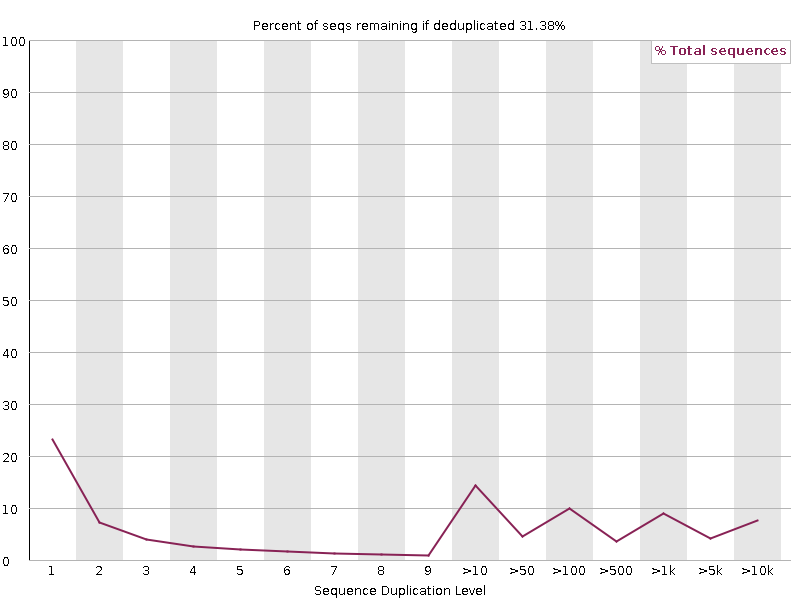 Percent of seqs remaining if deduplicated 31.38%
% Total sequences
100
90
80
70
60
50
40
30
20
10
0
1 2 3 4 5 6 7 8 9 >10 >50 >100 >500 >1k >5k >10k
Sequence Duplication Level